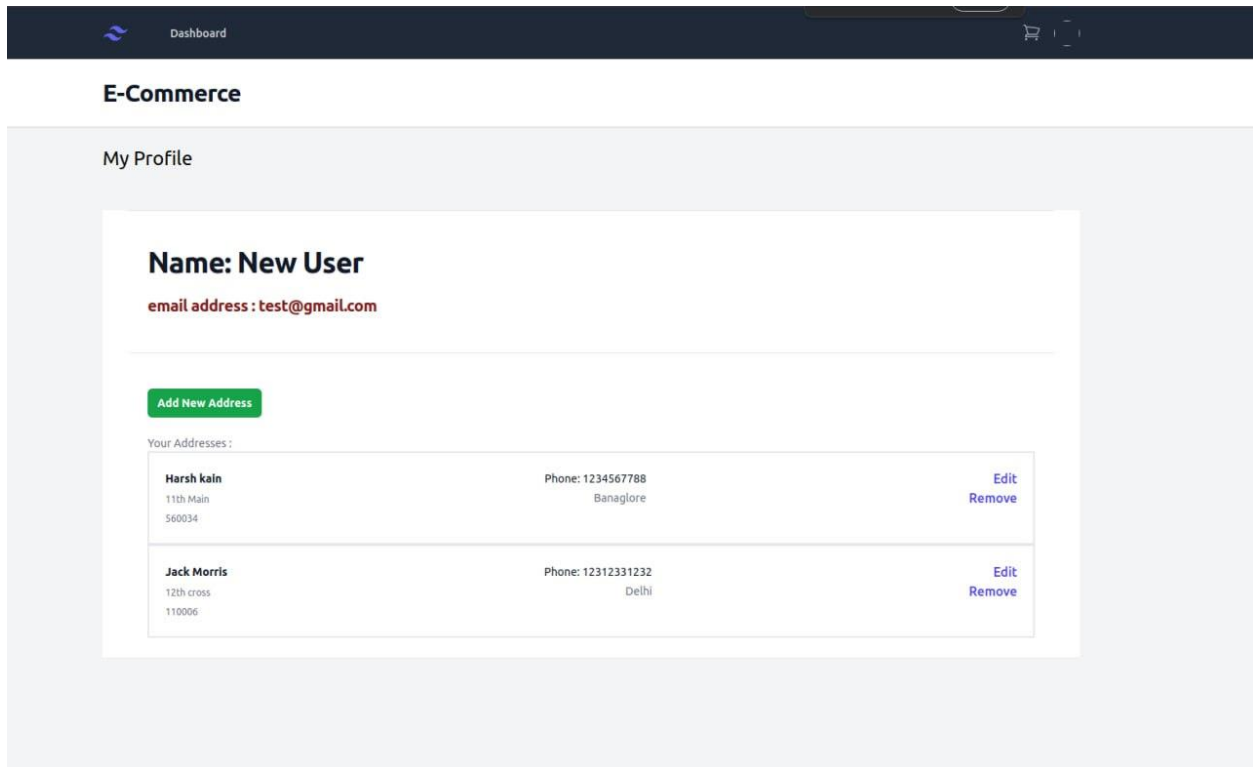 Dashboard
E-Commerce
My Profile
Name: New User
email address : test@gmail.com
Add New Address
Your Addresses :
Harsh kain
11th Main
560034
Phone: 1234567788
Banaglore
Edit
Remove
Jack Morris
12th cross
110006
Phone: 12312331232
Delhi
Edit
Remove